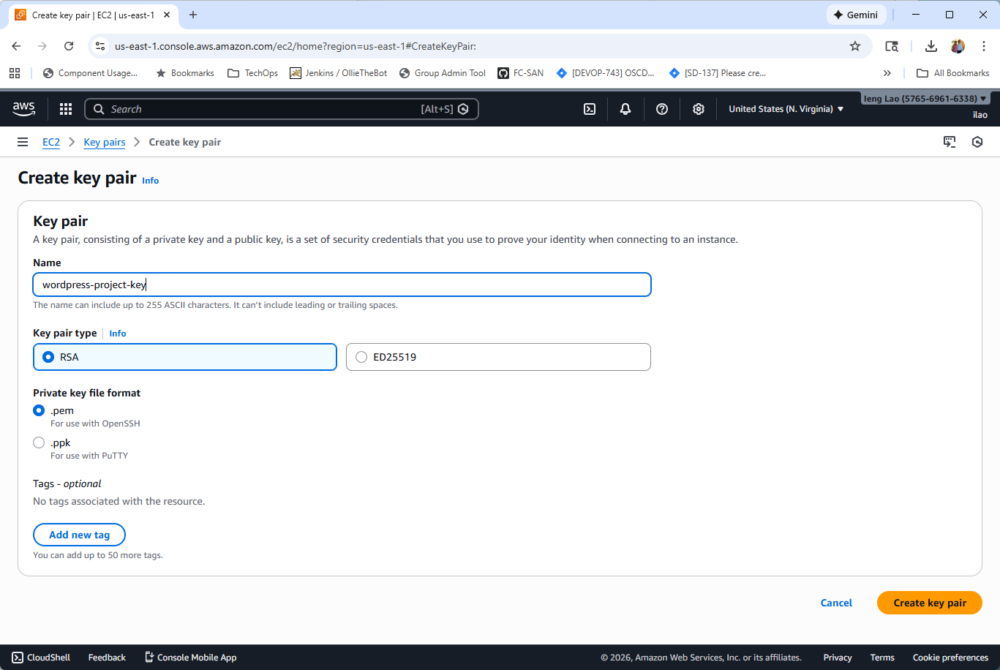 Create key pair | EC2 | us-east-1
Gemini
us-east-1.console.aws.amazon.com/ec2/home?region=us-east-1#CreateKeyPair:
Component Usage...
Bookmarks
TechOps
Jenkins / OllieTheBot
Group Admin Tool
FC-SAN
[DEVOP-743] OSCD...
[SD-137] Please cre...
All Bookmarks
aws
Search
[Alt+S]
United States (N. Virginia)
Ieng Lao (5765-6961-6338)
ilao
EC2
Key pairs
Create key pair
Create key pair Info
Key pair
A key pair, consisting of a private key and a public key, is a set of security credentials that you use to prove your identity when connecting to an instance.
Name
wordpress-project-key
The name can include up to 255 ASCII characters. It can't include leading or trailing spaces.
Key pair type Info
RSA
ED25519
Private key file format
.pem
For use with OpenSSH
.ppk
For use with PuTTY
Tags - optional
No tags associated with the resource.
Add new tag
You can add up to 50 more tags.
Cancel
Create key pair
CloudShell
Feedback
Console Mobile App
© 2026, Amazon Web Services, Inc. or its affiliates.
Privacy
Terms
Cookie preferences